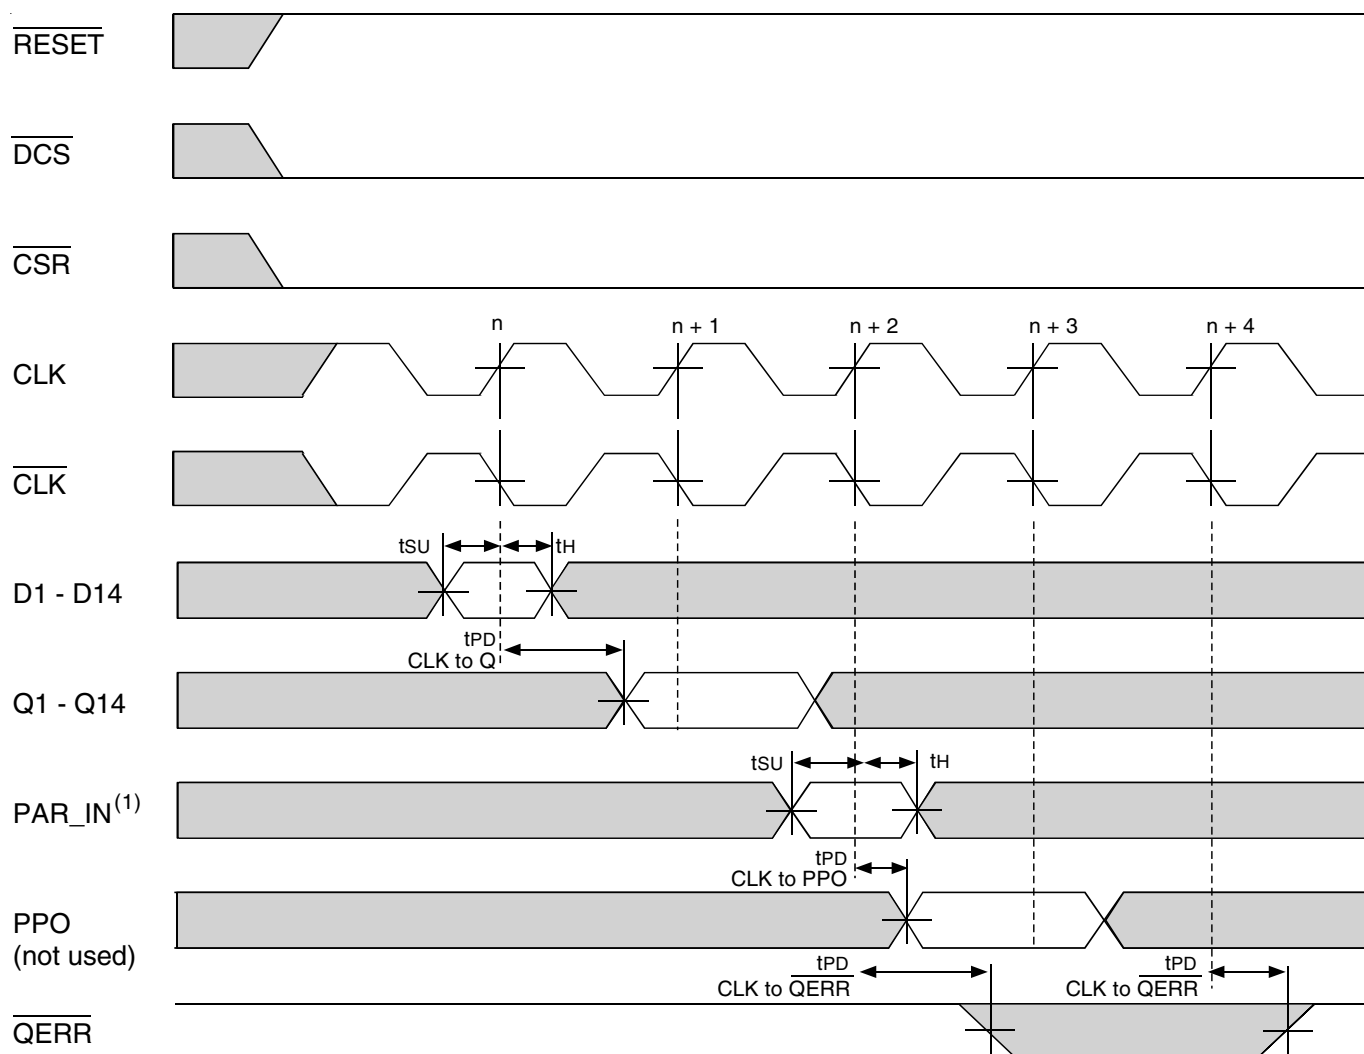 RESET
DCS
CSR
n n + 1 n + 2 n + 3 n + 4
CLK
CLK
tSU tH
D1 - D14
tPD
CLK to Q
Q1 - Q14
tSU tH
PAR_IN(1)
tPD
CLK to PPO
PPO
(not used)
tPD tPD
CLK to QERR CLK to QERR
QERR